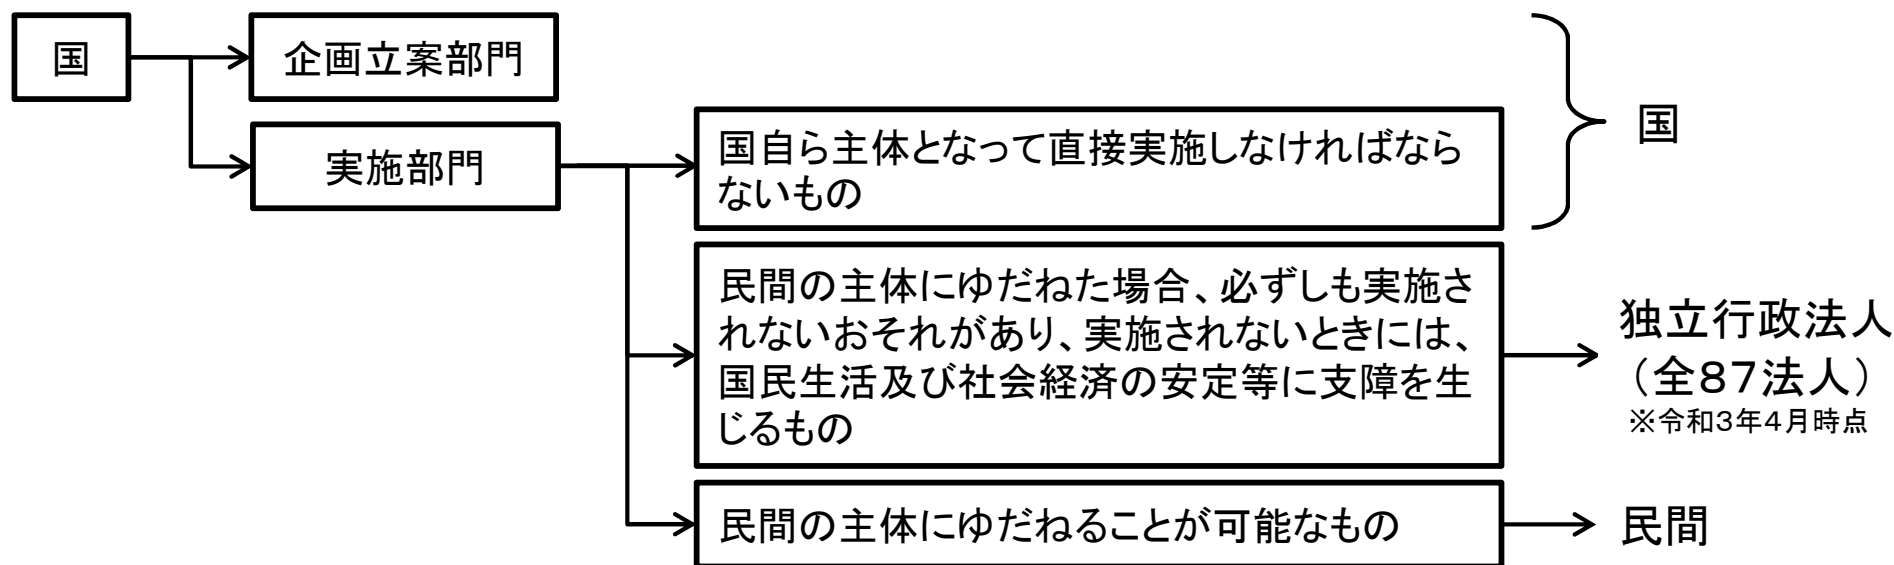 国
企画立案部門
実施部門
国自ら主体となって直接実施しなければなら
ないもの
国
民間の主体にゆだねた場合、必ずしも実施さ
れないおそれがあり、実施されないときには、
国民生活及び社会経済の安定等に支障を生
じるもの
独立行政法人
（全８７法人）
※令和３年４月時点
民間の主体にゆだねることが可能なもの
民間